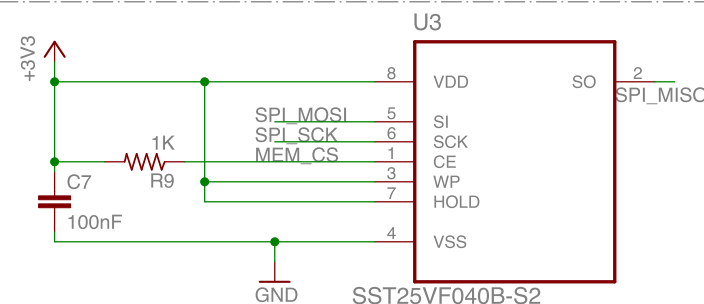 U3
+3V3
8 VDD SO 2
SPI_MISO
SPI_MOSI 5 SI
SPI_SCK 6 SCK
1K MEM_CS 1 CE
R9 3 WP
C7 7 HOLD
100nF
4 VSS
GND
SST25VF040B-S2